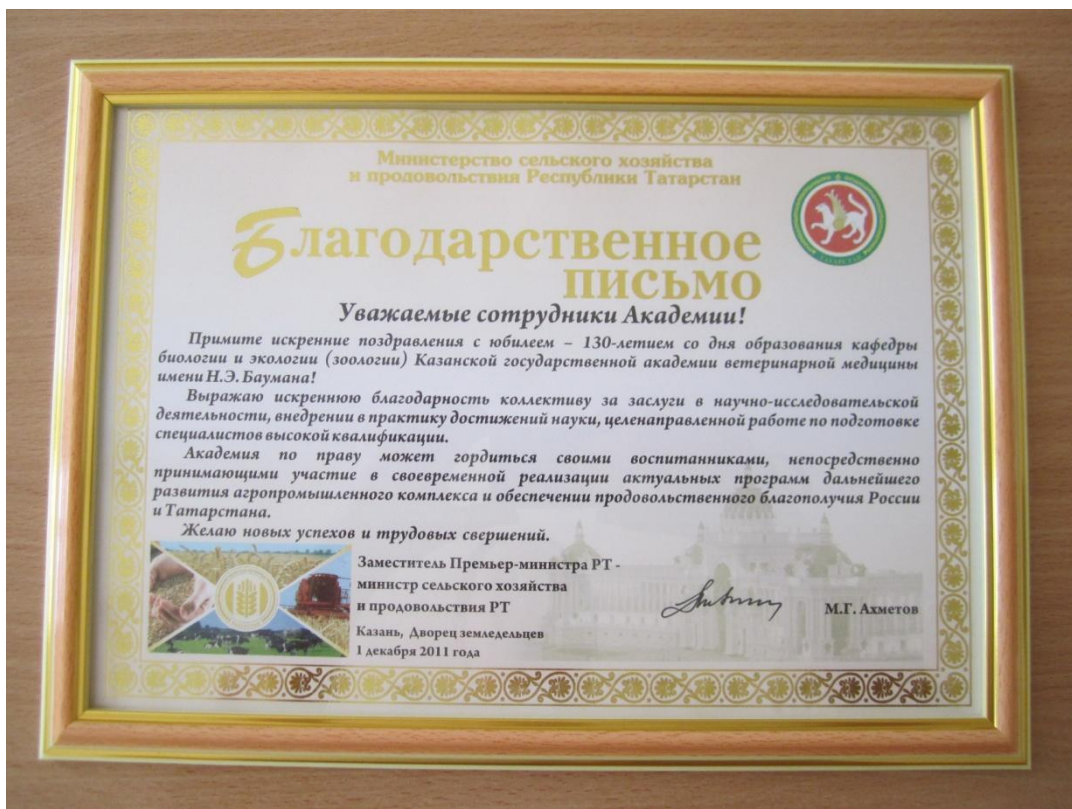 Министерство сельского хозяйства
и продовольствия Республики Татарстан
Благодарственное
письмо
ТАТАРСТАН
Уважаемые сотрудники Академии!
Примите искренние поздравления с юбилеем – 130-летием со дня образования кафедры
биологии и экологии (зоологии) Казанской государственной академии ветеринарной медицины
имени Н.Э. Баумана!
Выражаю искреннюю благодарность коллективу за заслуги в научно-исследовательской
деятельности, внедрении в практику достижений науки, целенаправленной работе по подготовке
специалистов высокой квалификации.
Академия по праву может гордиться своими воспитанниками, непосредственно
принимающими участие в своевременной реализации актуальных программ дальнейшего
развития агропромышленного комплекса и обеспечении продовольственного благополучия России
и Татарстана.
Желаю новых успехов и трудовых свершений.
Заместитель Премьер-министра РТ -
министр сельского хозяйства
и продовольствия РТ
М.Г. Ахметов
Казань, Дворец земледельцев
1 декабря 2011 года